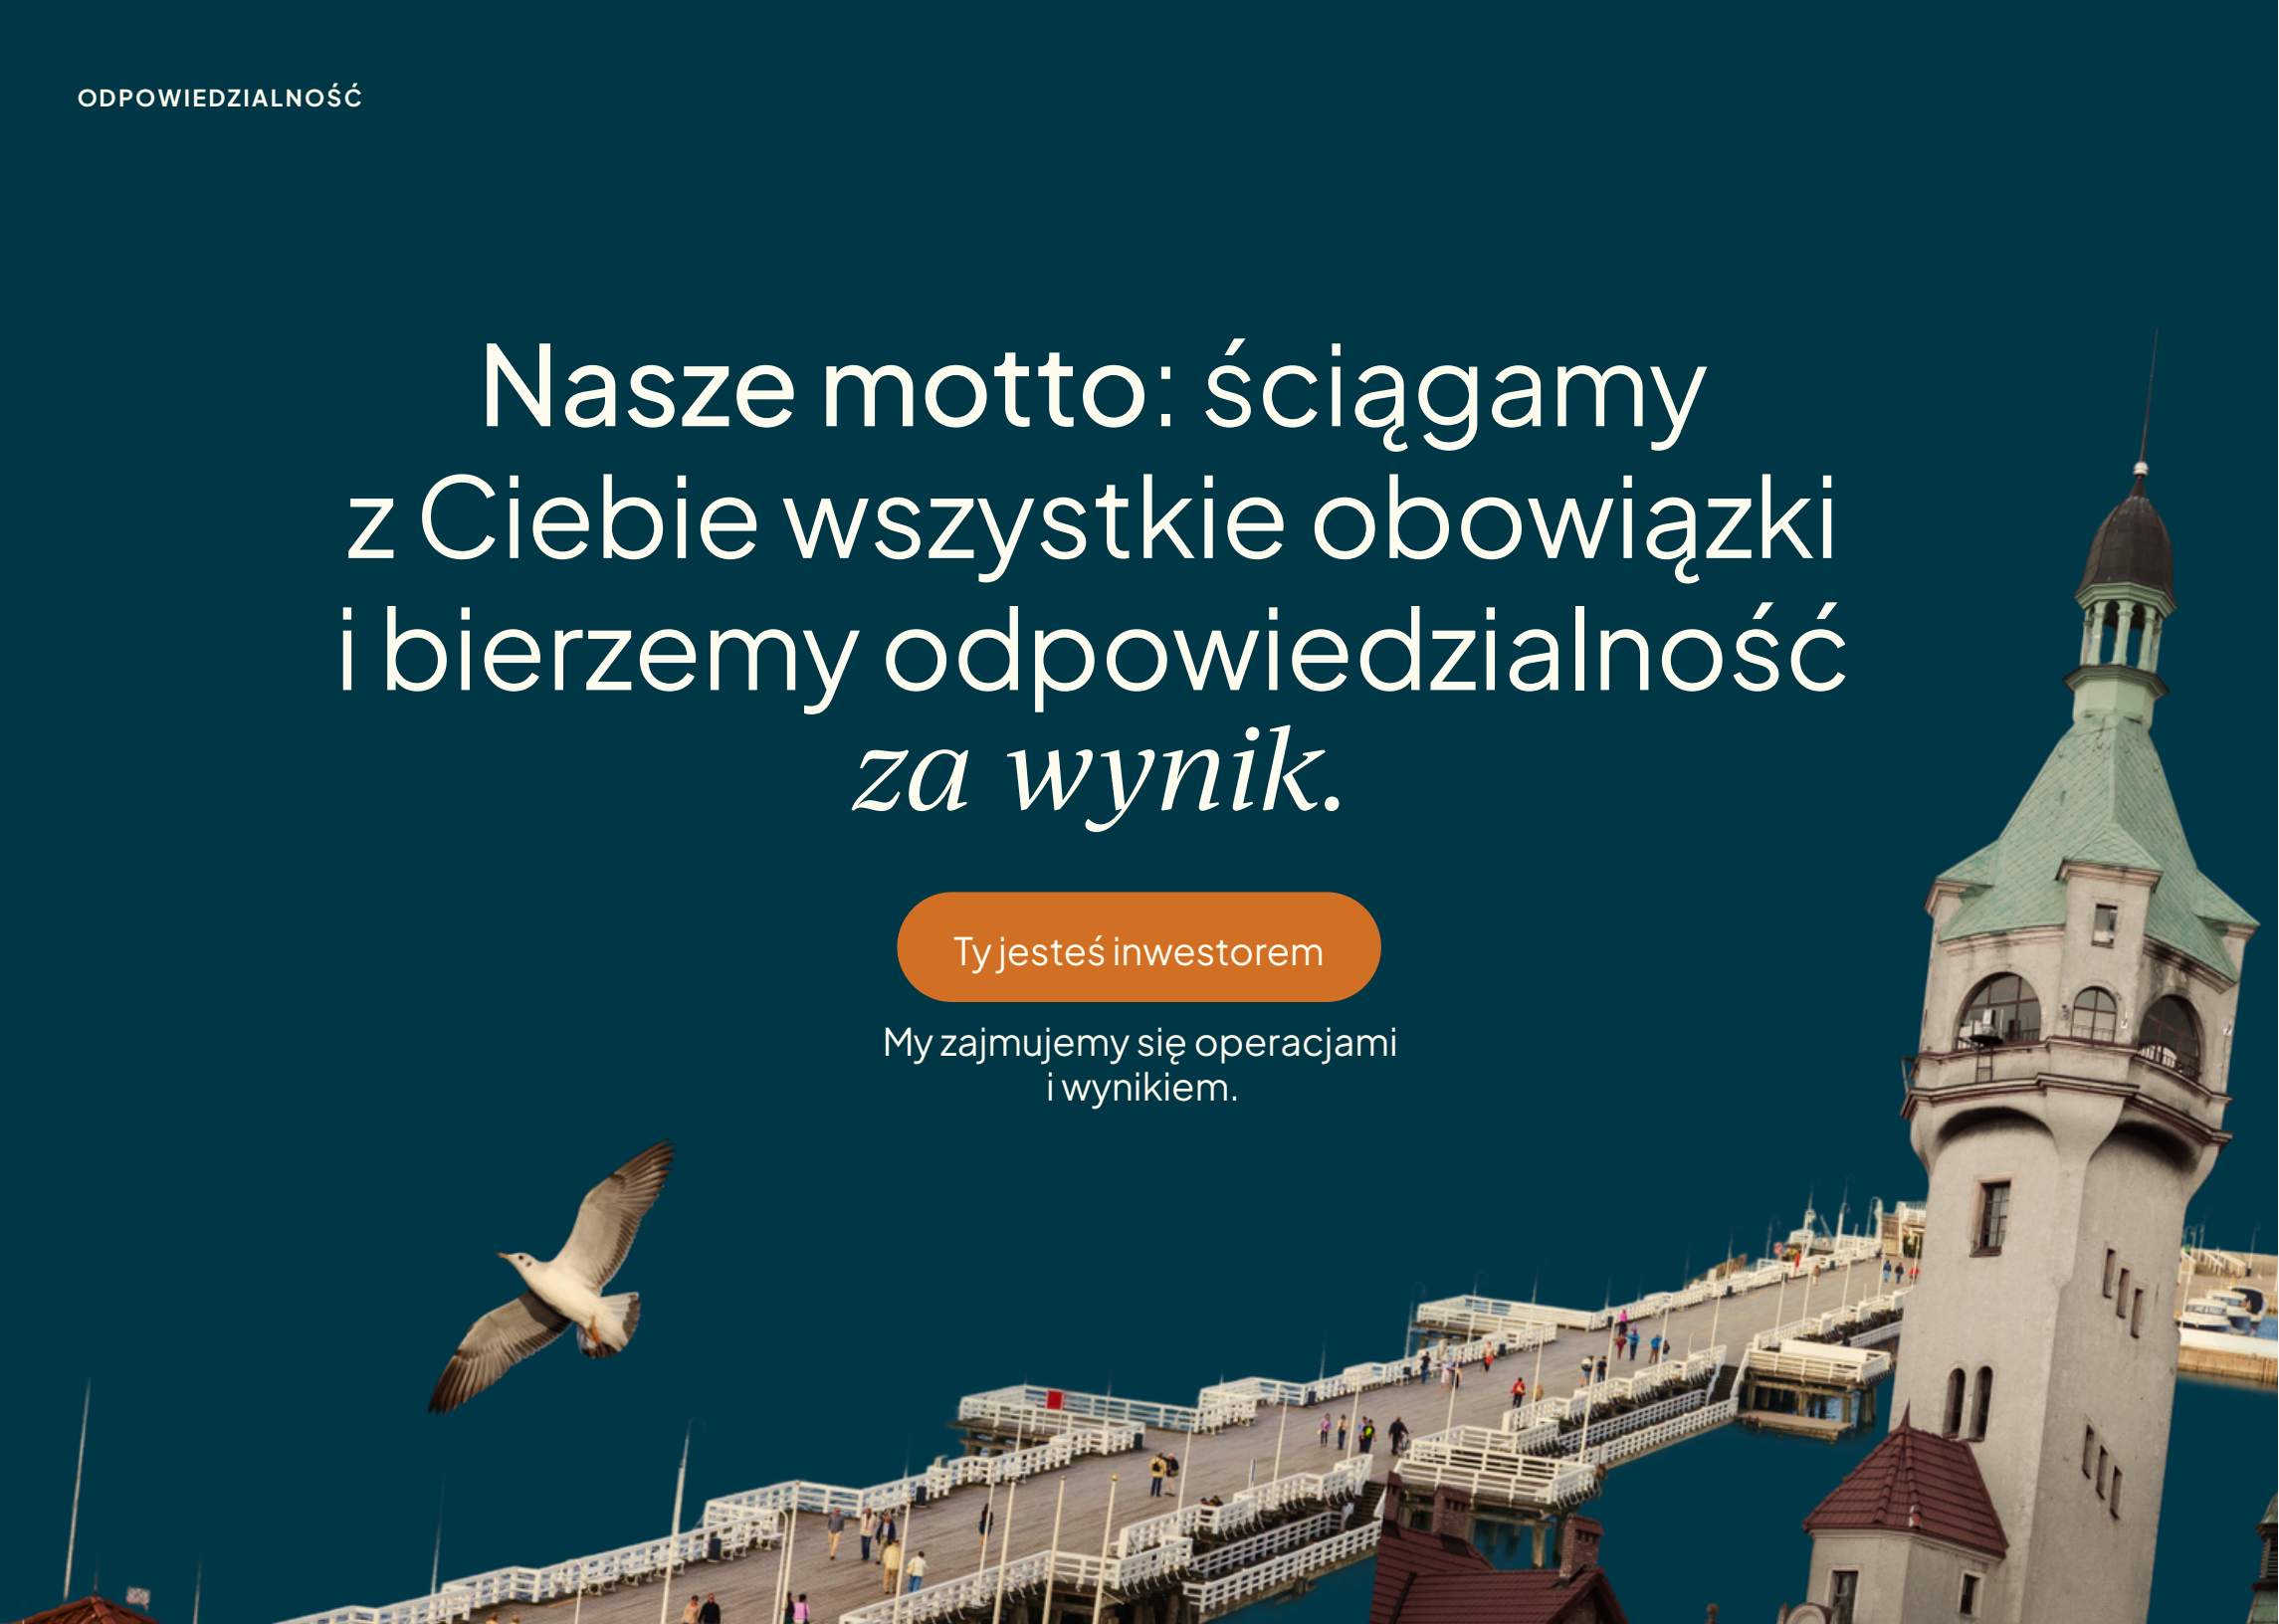 ODPOWIEDZIALNOŚĆ
Nasze motto: ściągamy
z Ciebie wszystkie obowiązki
i bierzemy odpowiedzialność
za wynik.
Ty jesteś inwestorem
My zajmujemy się operacjami
i wynikiem.